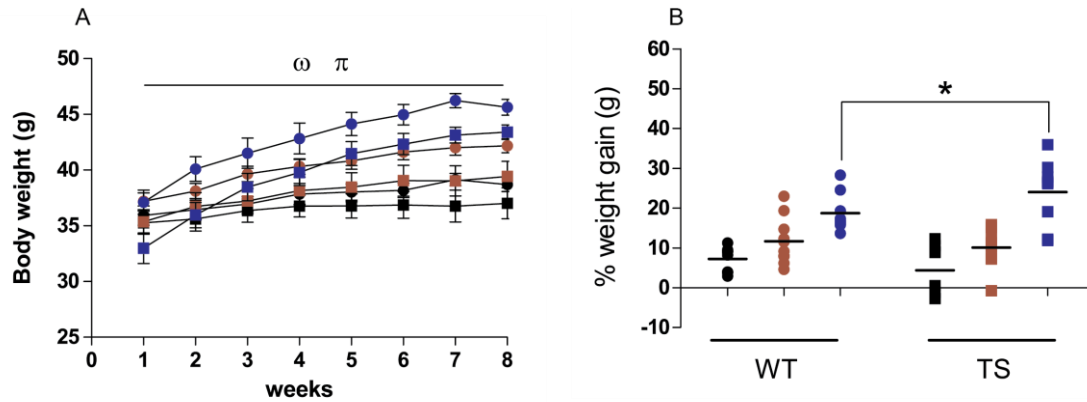 A
ω π
Body weight (g)
50
45
40
35
30
25
0 1 2 3 4 5 6 7 8
weeks
B
% weight gain (g)
60
50
40
30
20
10
0
-10
*
WT TS